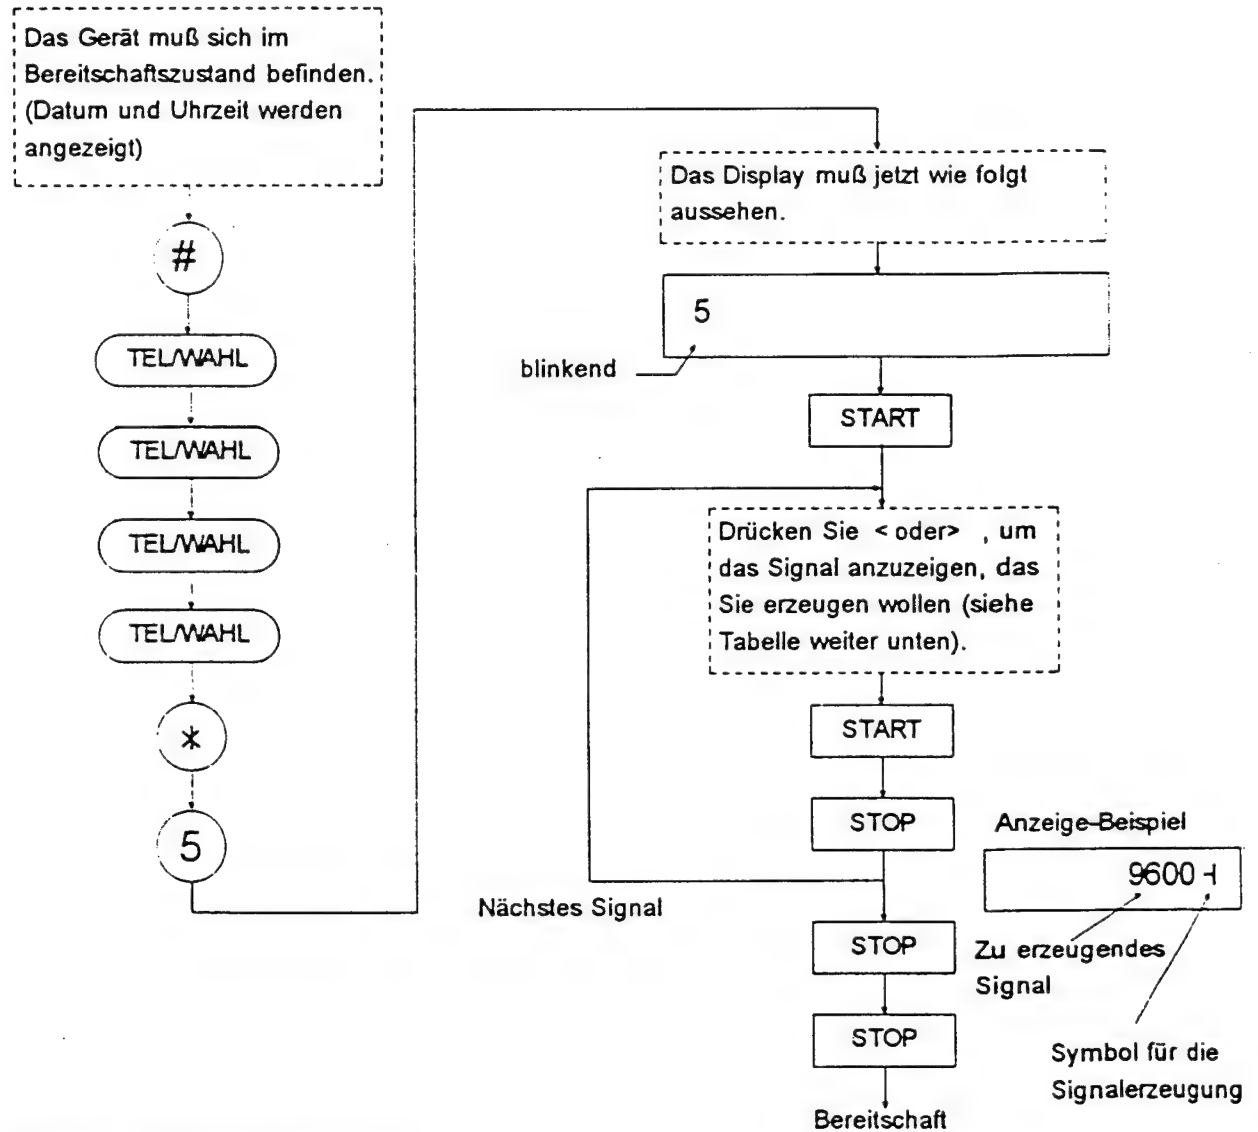 Das Gerät muß sich im
Bereitschaftszustand befinden.
(Datum und Uhrzeit werden
angezeigt)
#
TEL/WAHL
TEL/WAHL
TEL/WAHL
TEL/WAHL
*
5
Das Display muß jetzt wie folgt
aussehen.
5
blinkend
START
Drücken Sie < oder> , um
das Signal anzuzeigen, das
Sie erzeugen wollen (siehe
Tabelle weiter unten).
START
STOP
Nächstes Signal
STOP
STOP
Bereitschaft
Anzeige-Beispiel
9600 ⊣
Zu erzeugendes
Signal
Symbol für die
Signalerzeugung